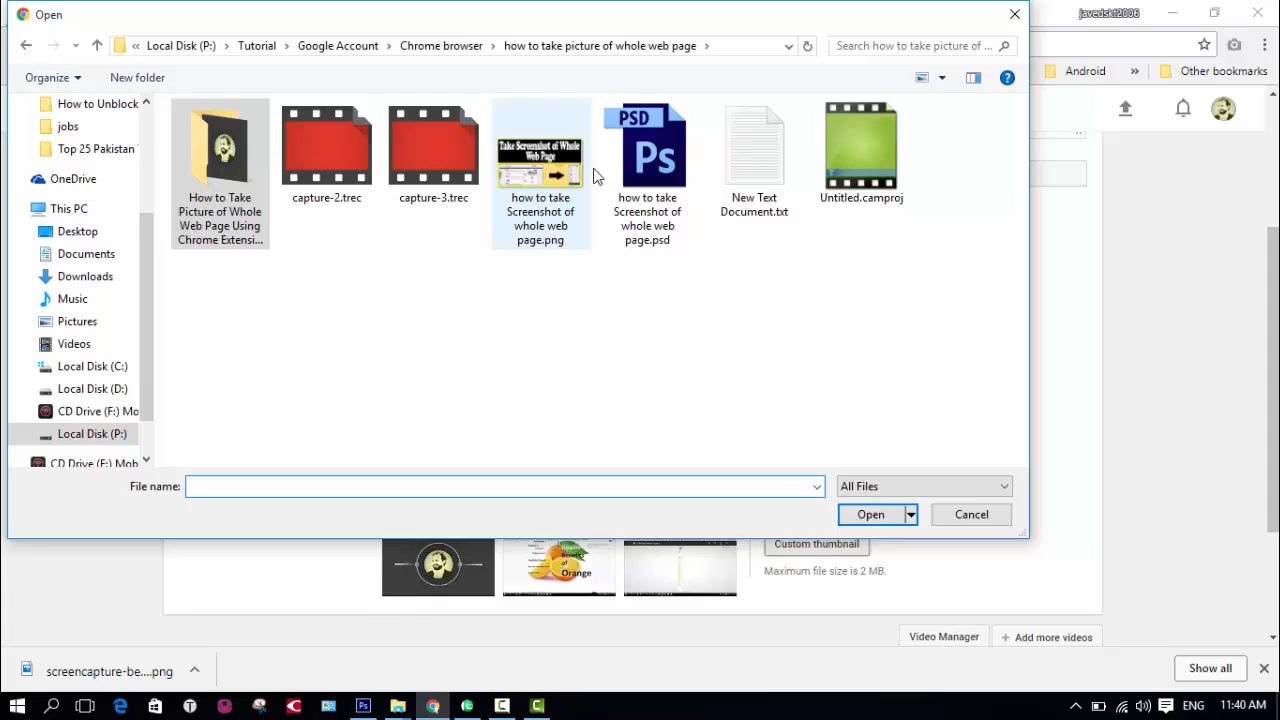 Open
javedskt2006
Local Disk (P:)
Tutorial
Google Account
Chrome browser
how to take picture of whole web page
Search how to take picture of ...
Android
»
Other bookmarks
Organize
New folder
How to Unblock
jobs
Top 25 Pakistan
OneDrive
This PC
Desktop
Documents
Downloads
Music
Pictures
Videos
Local Disk (C:)
Local Disk (D:)
CD Drive (F:) Mo
Local Disk (P:)
CD Drive (F:) Mob
How to Take
Picture of Whole
Web Page Using
Chrome Extensi...
capture-2.trec
capture-3.trec
Take Screenshot of Whole
Web Page
how to take
Screenshot of
whole web
page.png
PSD
Ps
how to take
Screenshot of
whole web
page.psd
New Text
Document.txt
Untitled.camproj
File name:
All Files
Open
Cancel
Benefits
of
Orange
Custom thumbnail
Maximum file size is 2 MB.
Video Manager
+ Add more videos
screencapture-be....png
Show all
ENG
11:40 AM